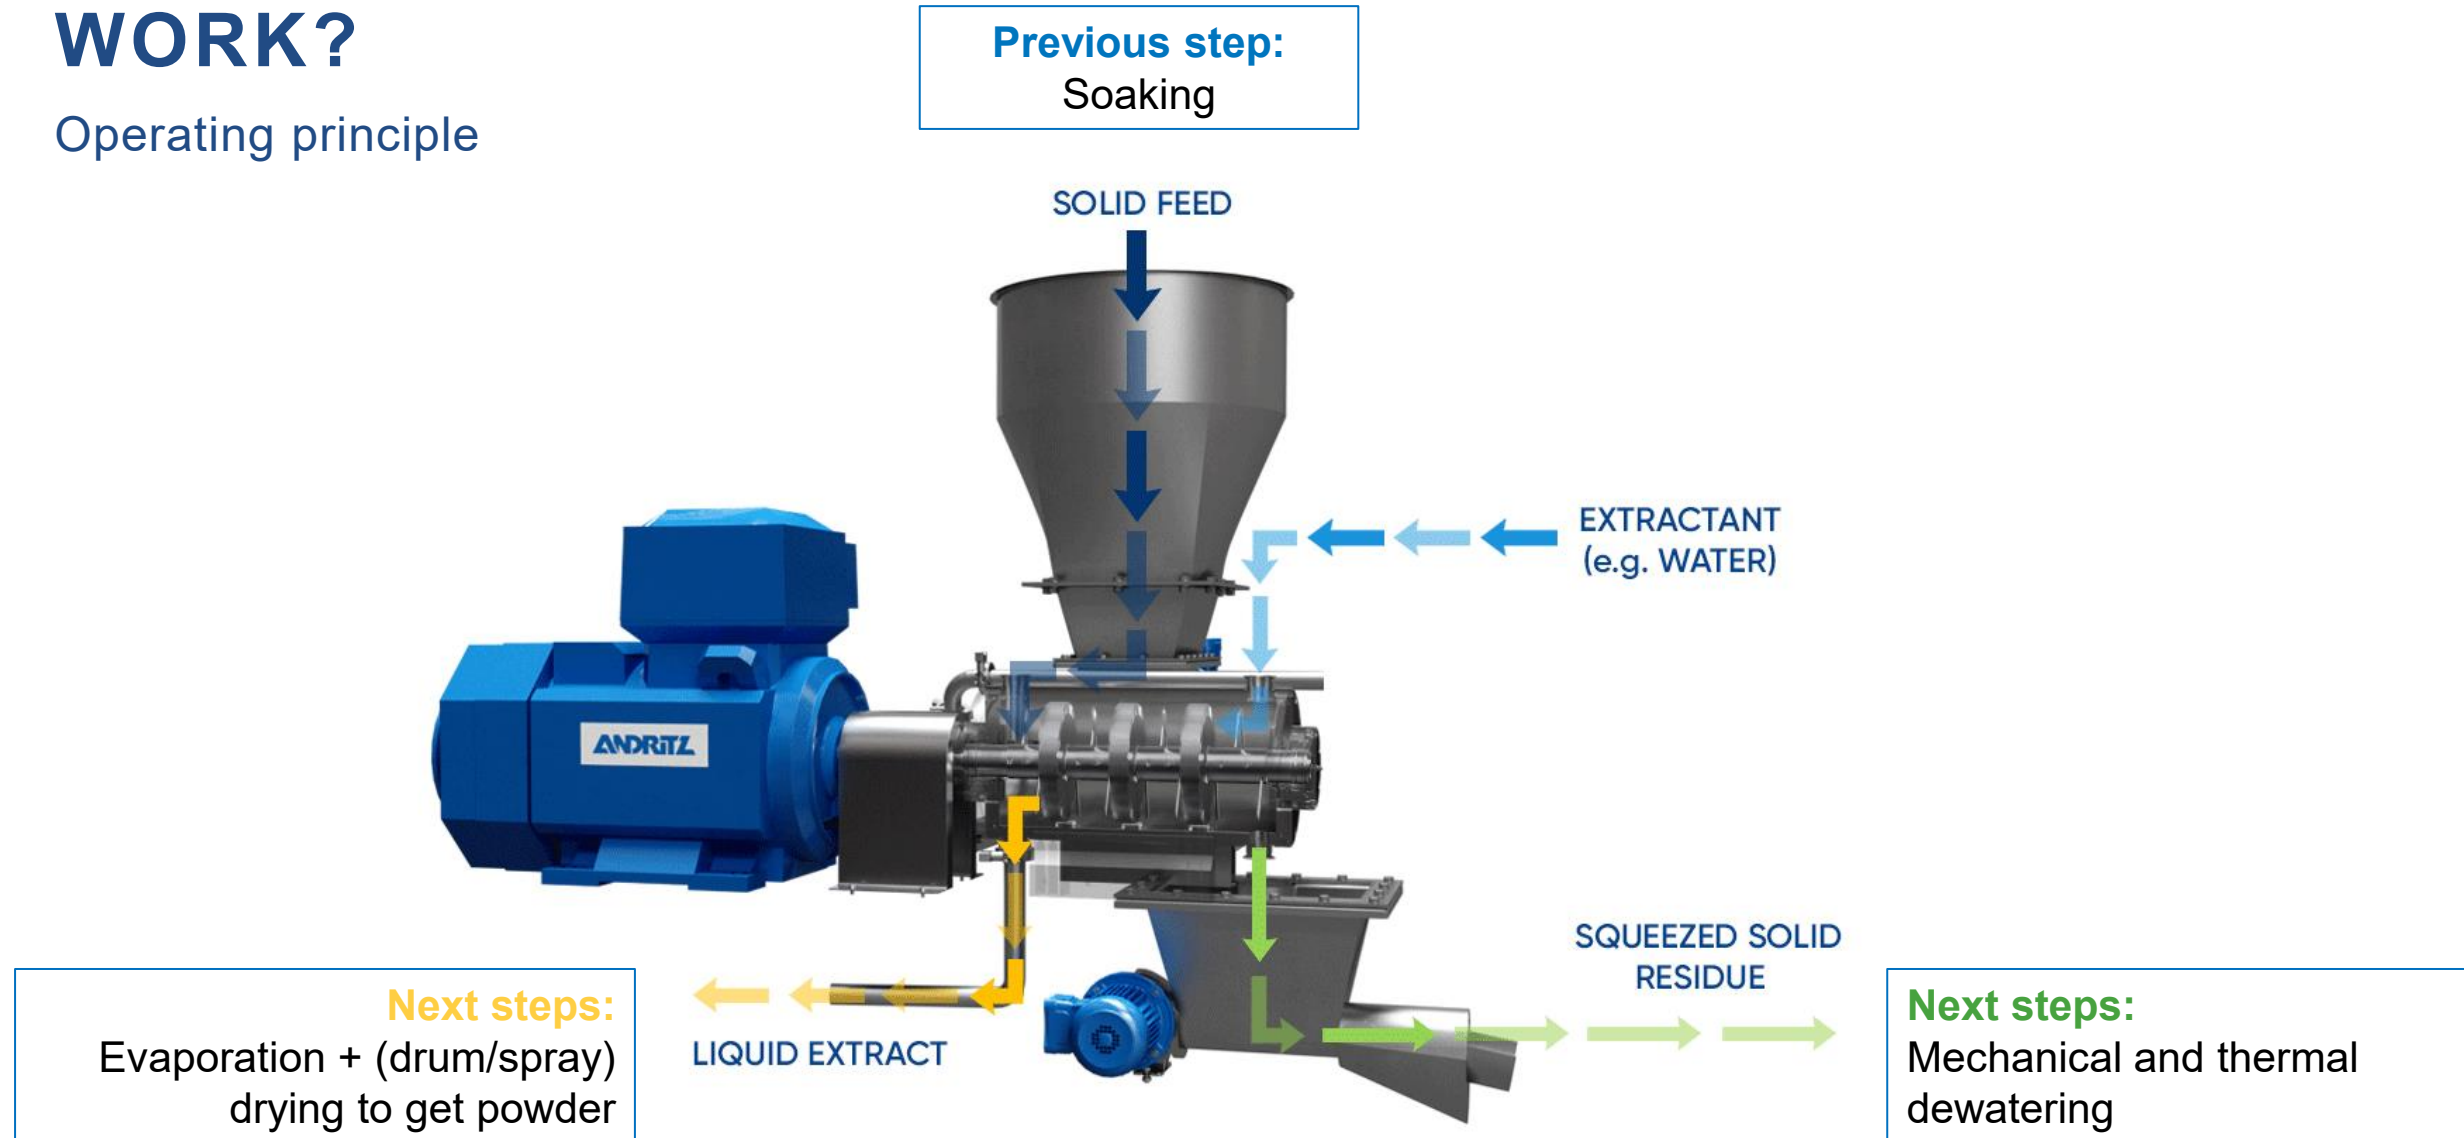 WORK?
Operating principle
Previous step:
Soaking
SOLID FEED
EXTRACTANT
(e.g. WATER)
ANDRITZ
SQUEEZED SOLID
RESIDUE
LIQUID EXTRACT
Next steps:
Evaporation + (drum/spray)
drying to get powder
Next steps:
Mechanical and thermal
dewatering